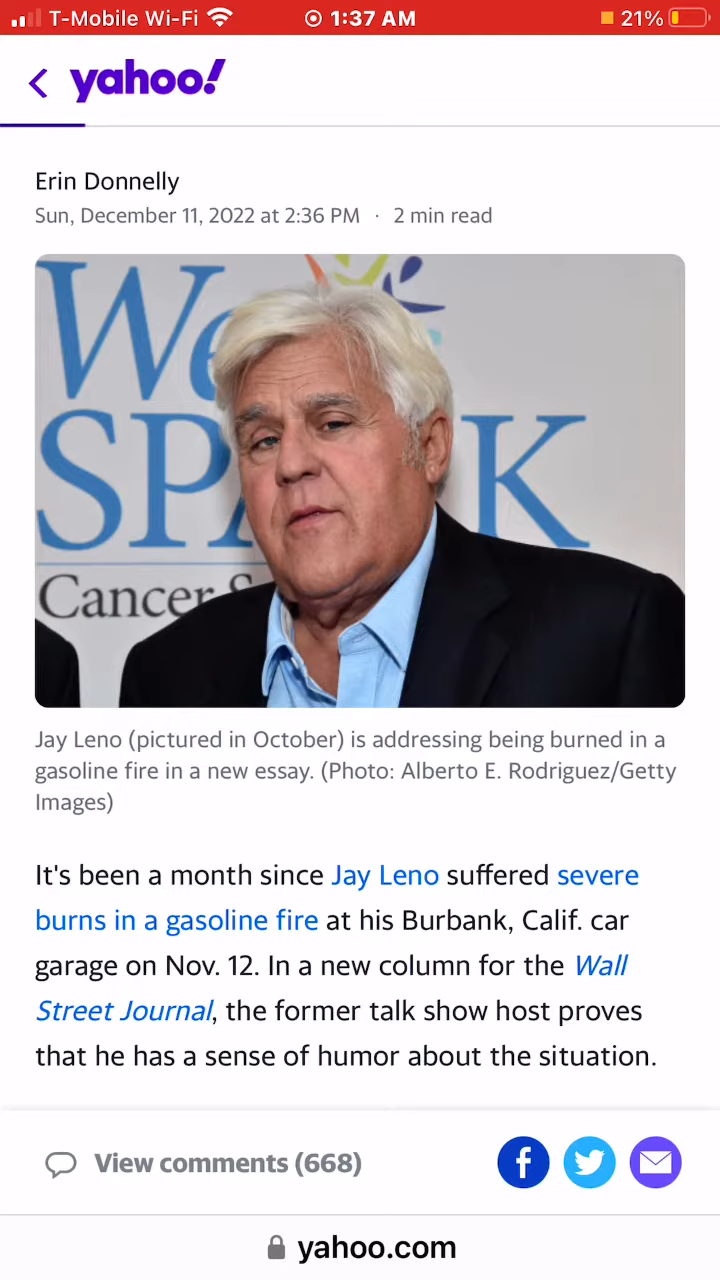 T-Mobile Wi-Fi 1:37 AM 21%
yahoo!
Erin Donnelly
Sun, December 11, 2022 at 2:36 PM · 2 min read
We
SPA K
Cancer S
Jay Leno (pictured in October) is addressing being burned in a
gasoline fire in a new essay. (Photo: Alberto E. Rodriguez/Getty
Images)
It's been a month since Jay Leno suffered severe
burns in a gasoline fire at his Burbank, Calif. car
garage on Nov. 12. In a new column for the Wall
Street Journal, the former talk show host proves
that he has a sense of humor about the situation.
View comments (668)
yahoo.com